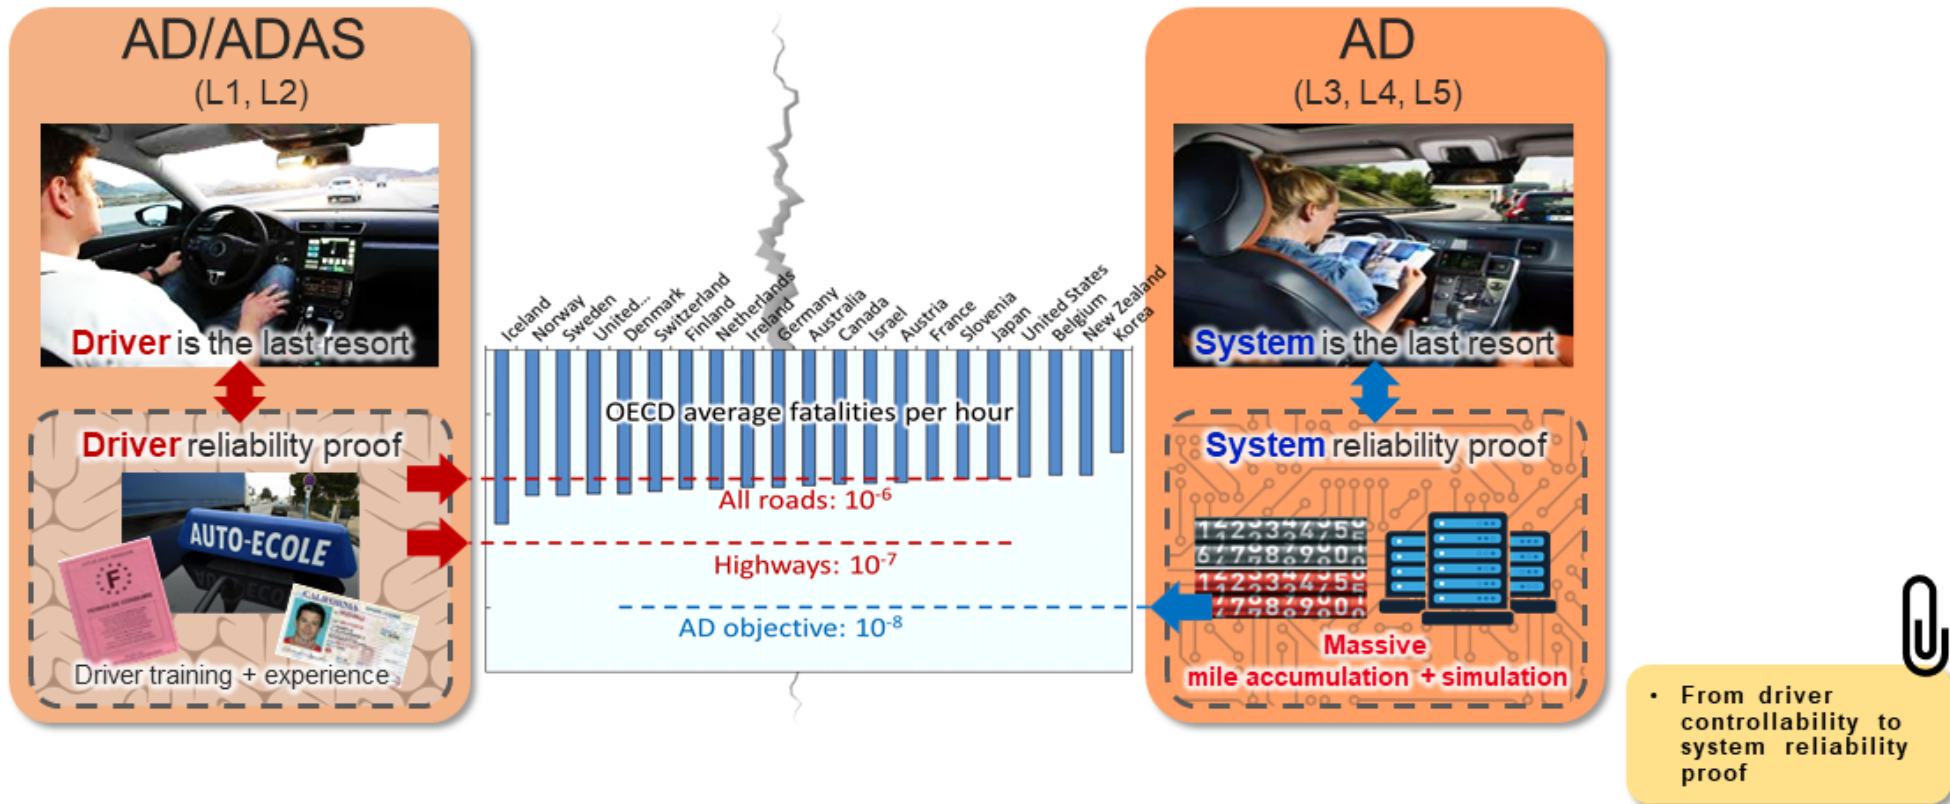 AD/ADAS
(L1, L2)
Driver is the last resort
Driver reliability proof
AUTO-ECOLE
F
CALIFORNIA
Driver training + experience
Iceland
Norway
Sweden
United...
Denmark
Switzerland
Finland
Netherlands
Ireland
Germany
Australia
Canada
Israel
Austria
France
Slovenia
Japan
United States
Belgium
New Zealand
Korea
OECD average fatalities per hour
All roads: 10⁻⁶
Highways: 10⁻⁷
AD objective: 10⁻⁸
AD
(L3, L4, L5)
System is the last resort
System reliability proof
Massive
mile accumulation + simulation
• From driver
controllability to
system reliability
proof